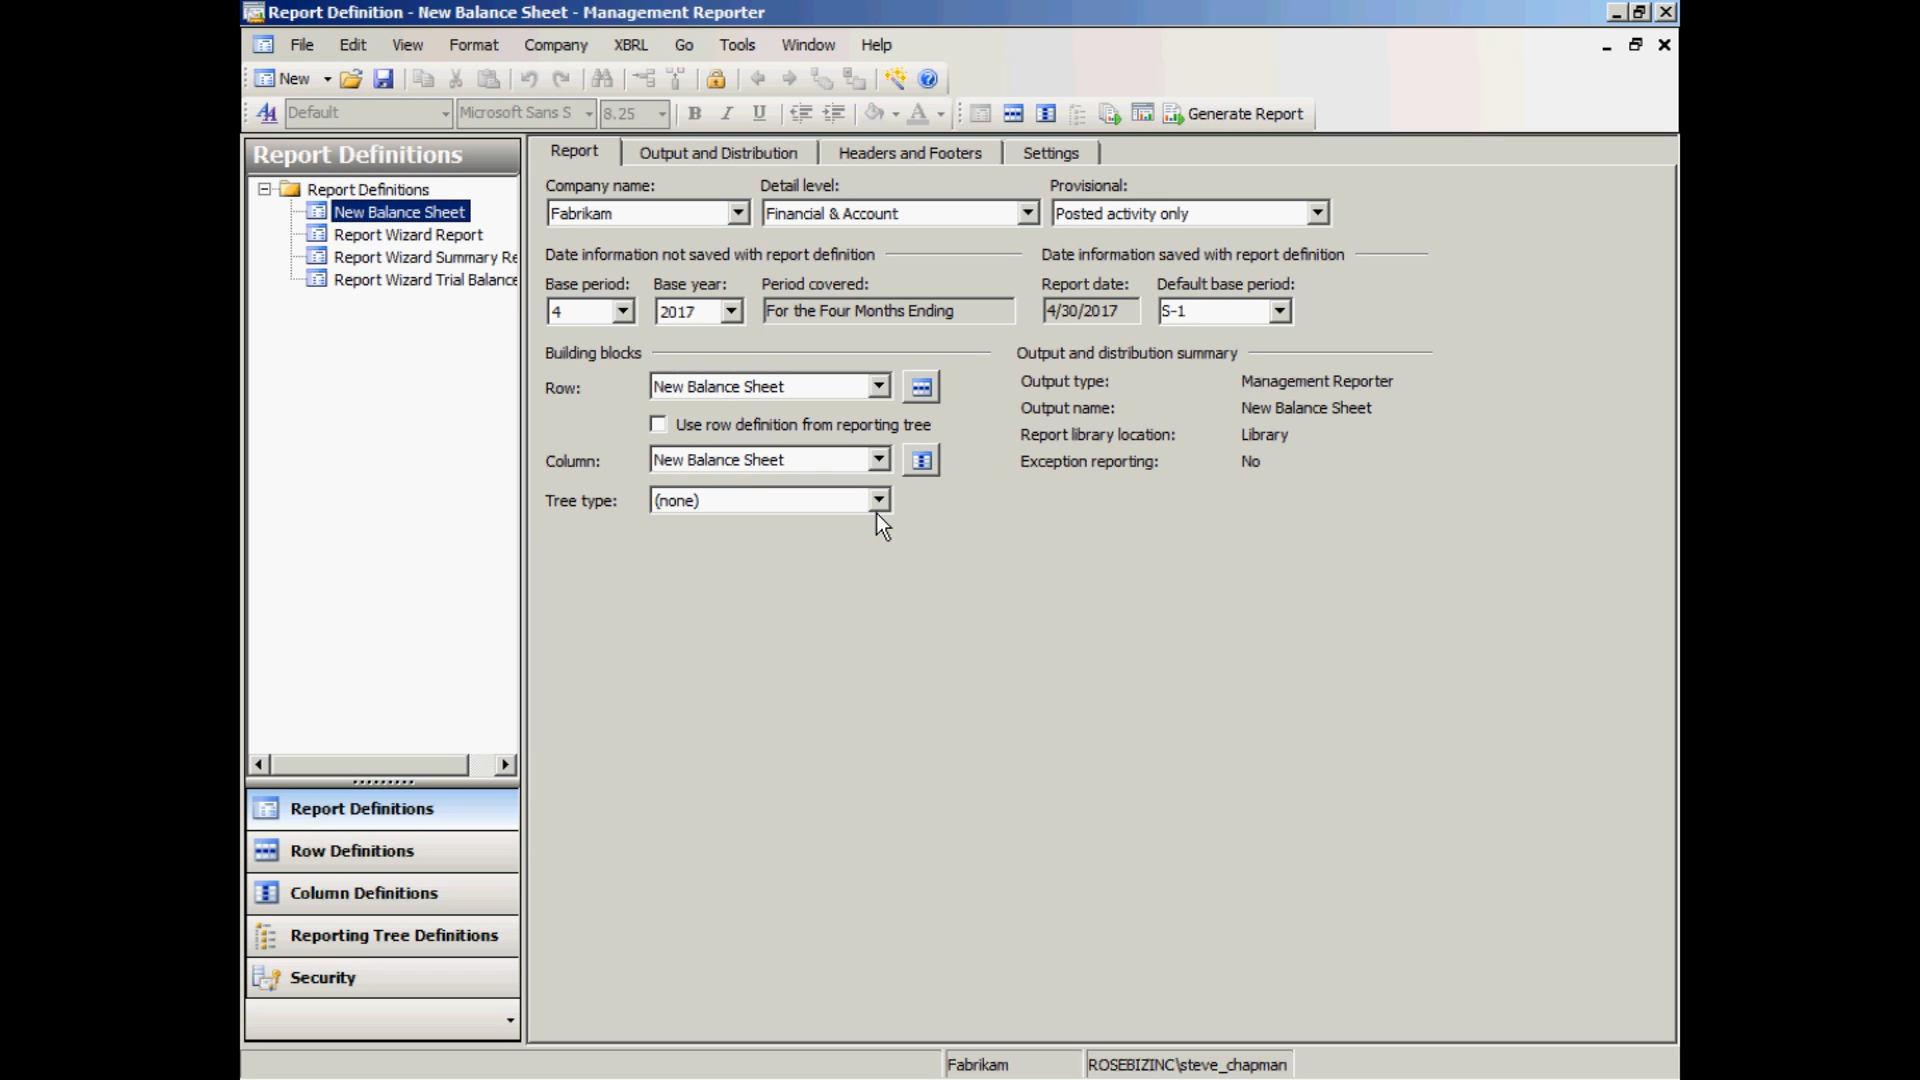 Report Definition - New Balance Sheet - Management Reporter
File Edit View Format Company XBRL Go Tools Window Help
New
Default Microsoft Sans S 8.25 B I U A Generate Report
Report Definitions
Report Definitions
New Balance Sheet
Report Wizard Report
Report Wizard Summary Re
Report Wizard Trial Balance
Report Definitions
Row Definitions
Column Definitions
Reporting Tree Definitions
Security
Report Output and Distribution Headers and Footers Settings
Company name: Detail level: Provisional:
Fabrikam Financial & Account Posted activity only
Date information not saved with report definition Date information saved with report definition
Base period: Base year: Period covered: Report date: Default base period:
4 2017 For the Four Months Ending 4/30/2017 S-1
Building blocks
Row: New Balance Sheet
Use row definition from reporting tree
Column: New Balance Sheet
Tree type: (none)
Output and distribution summary
Output type: Management Reporter
Output name: New Balance Sheet
Report library location: Library
Exception reporting: No
Fabrikam ROSEBIZINC\steve_chapman